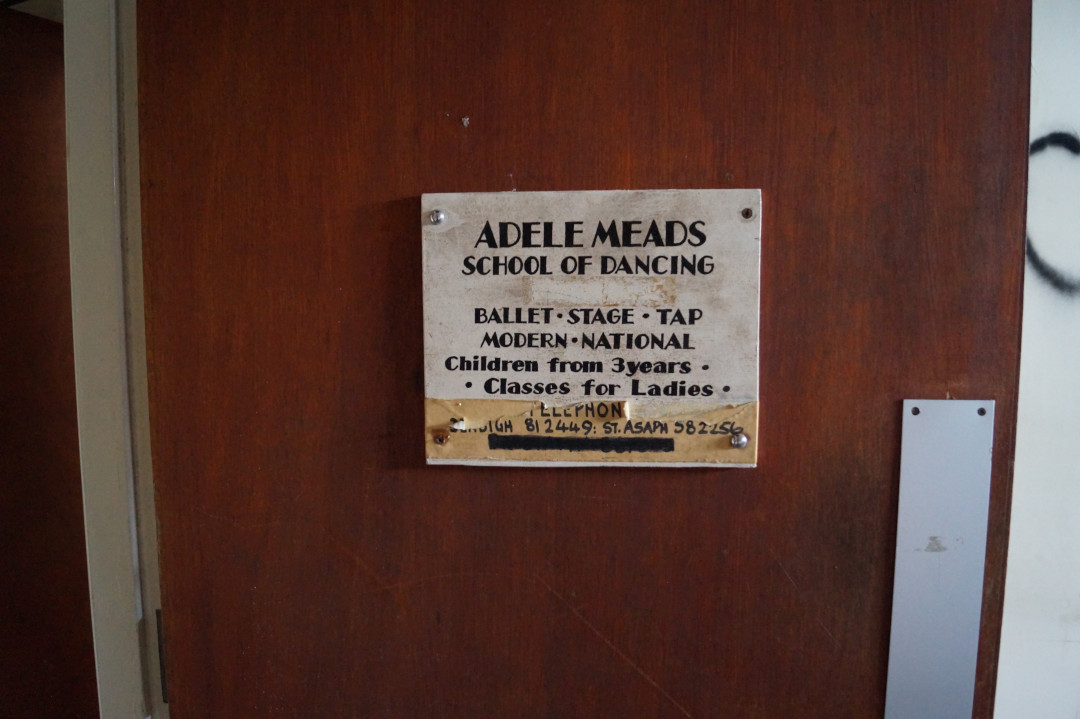 ADELE MEADS
SCHOOL OF DANCING
BALLET · STAGE · TAP
MODERN · NATIONAL
Children from 3years ·
· Classes for Ladies ·
TELEPHON
812449: ST. ASAPH 582256